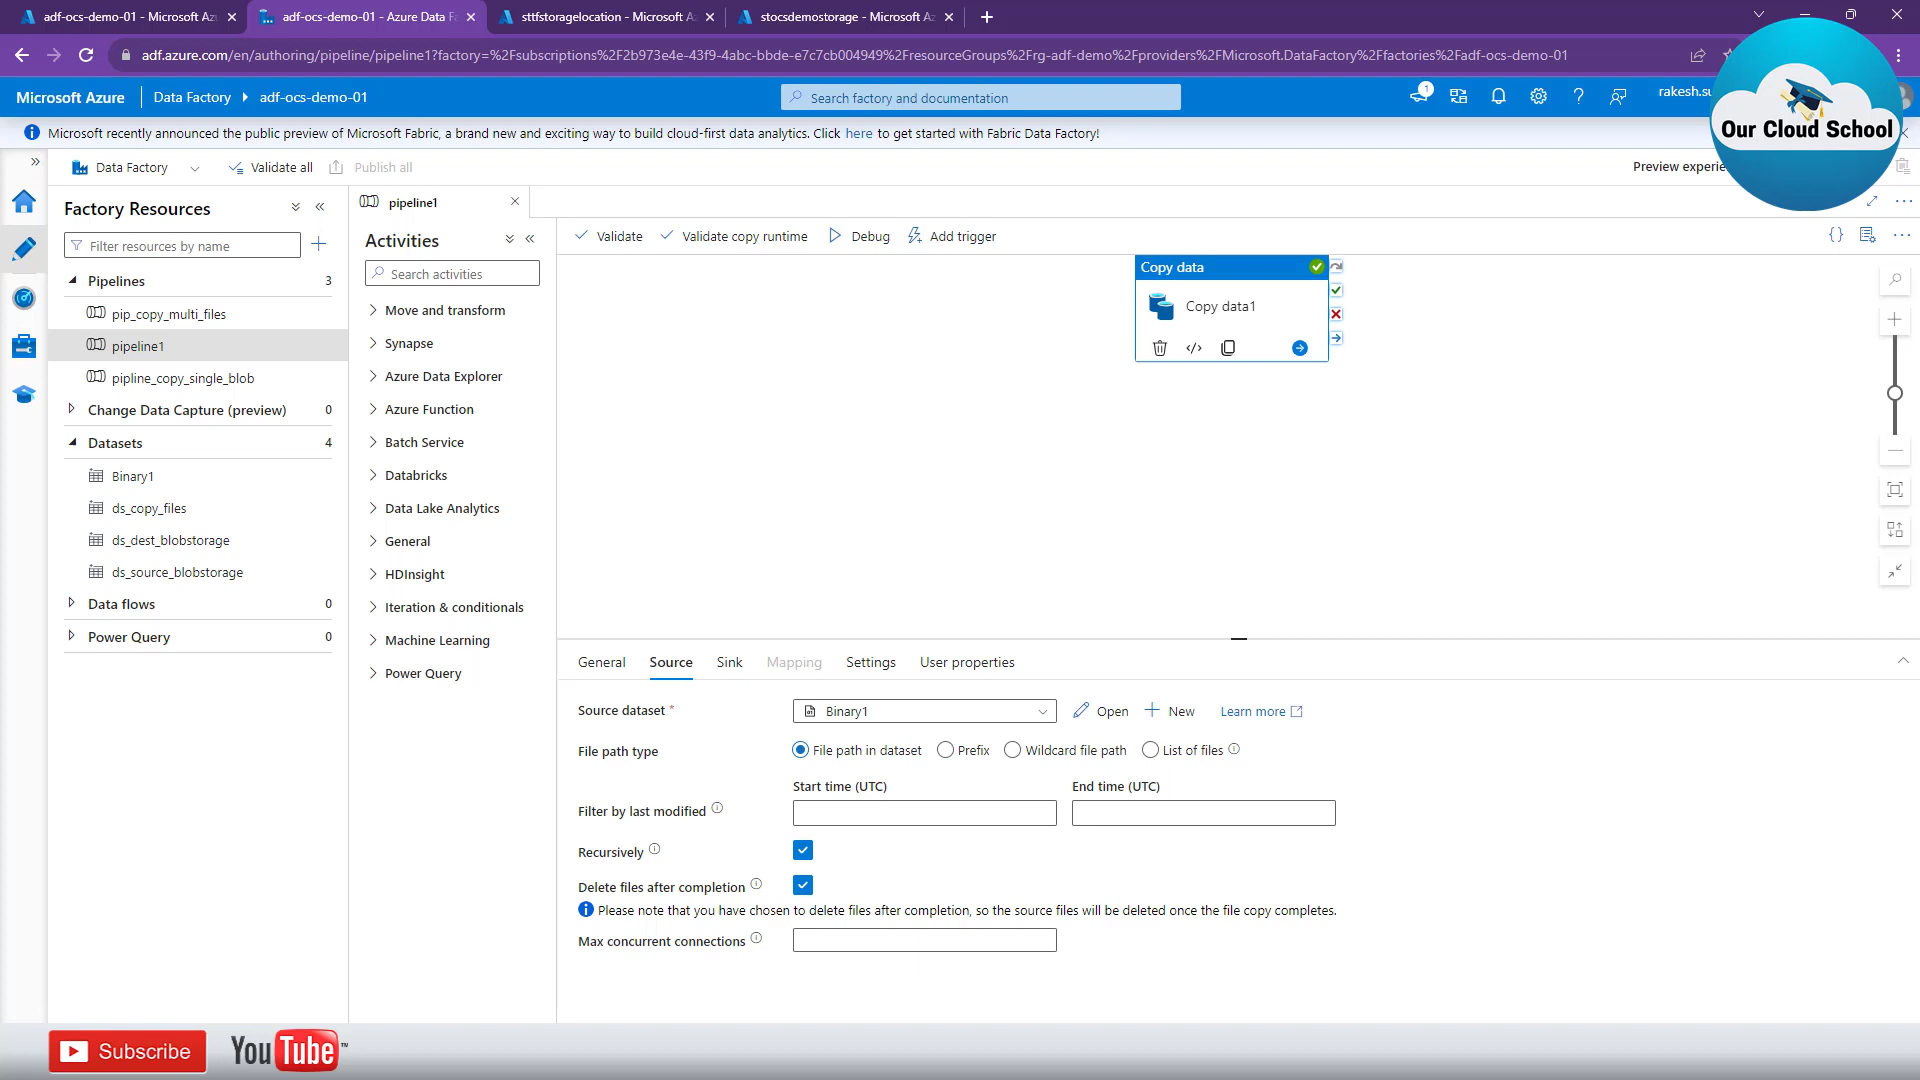 adf-ocs-demo-01 - Microsoft Az
adf-ocs-demo-01 - Azure Data F
sttfstoragelocation - Microsoft A
stocsdemostorage - Microsoft Az
adf.azure.com/en/authoring/pipeline/pipeline1?factory=%2Fsubscriptions%2F2b973e4e-43f9-4abc-bbde-e7c7cb004949%2FresourceGroups%2Frg-adf-demo%2Fproviders%2FMicrosoft.DataFactory%2Ffactories%2Fadf-ocs-demo-01
Microsoft Azure
Data Factory
adf-ocs-demo-01
Search factory and documentation
1
rakesh.su
Our Cloud School
Microsoft recently announced the public preview of Microsoft Fabric, a brand new and exciting way to build cloud-first data analytics. Click here to get started with Fabric Data Factory!
Data Factory
Validate all
Publish all
Preview experie
Factory Resources
Filter resources by name
Pipelines 3
pip_copy_multi_files
pipeline1
pipline_copy_single_blob
Change Data Capture (preview) 0
Datasets 4
Binary1
ds_copy_files
ds_dest_blobstorage
ds_source_blobstorage
Data flows 0
Power Query 0
pipeline1
Activities
Search activities
Move and transform
Synapse
Azure Data Explorer
Azure Function
Batch Service
Databricks
Data Lake Analytics
General
HDInsight
Iteration & conditionals
Machine Learning
Power Query
Validate
Validate copy runtime
Debug
Add trigger
Copy data
Copy data1
General
Source
Sink
Mapping
Settings
User properties
Source dataset *
Binary1
Open
New
Learn more
File path type
File path in dataset
Prefix
Wildcard file path
List of files
Start time (UTC)
End time (UTC)
Filter by last modified
Recursively
Delete files after completion
Please note that you have chosen to delete files after completion, so the source files will be deleted once the file copy completes.
Max concurrent connections
Subscribe
YouTube™